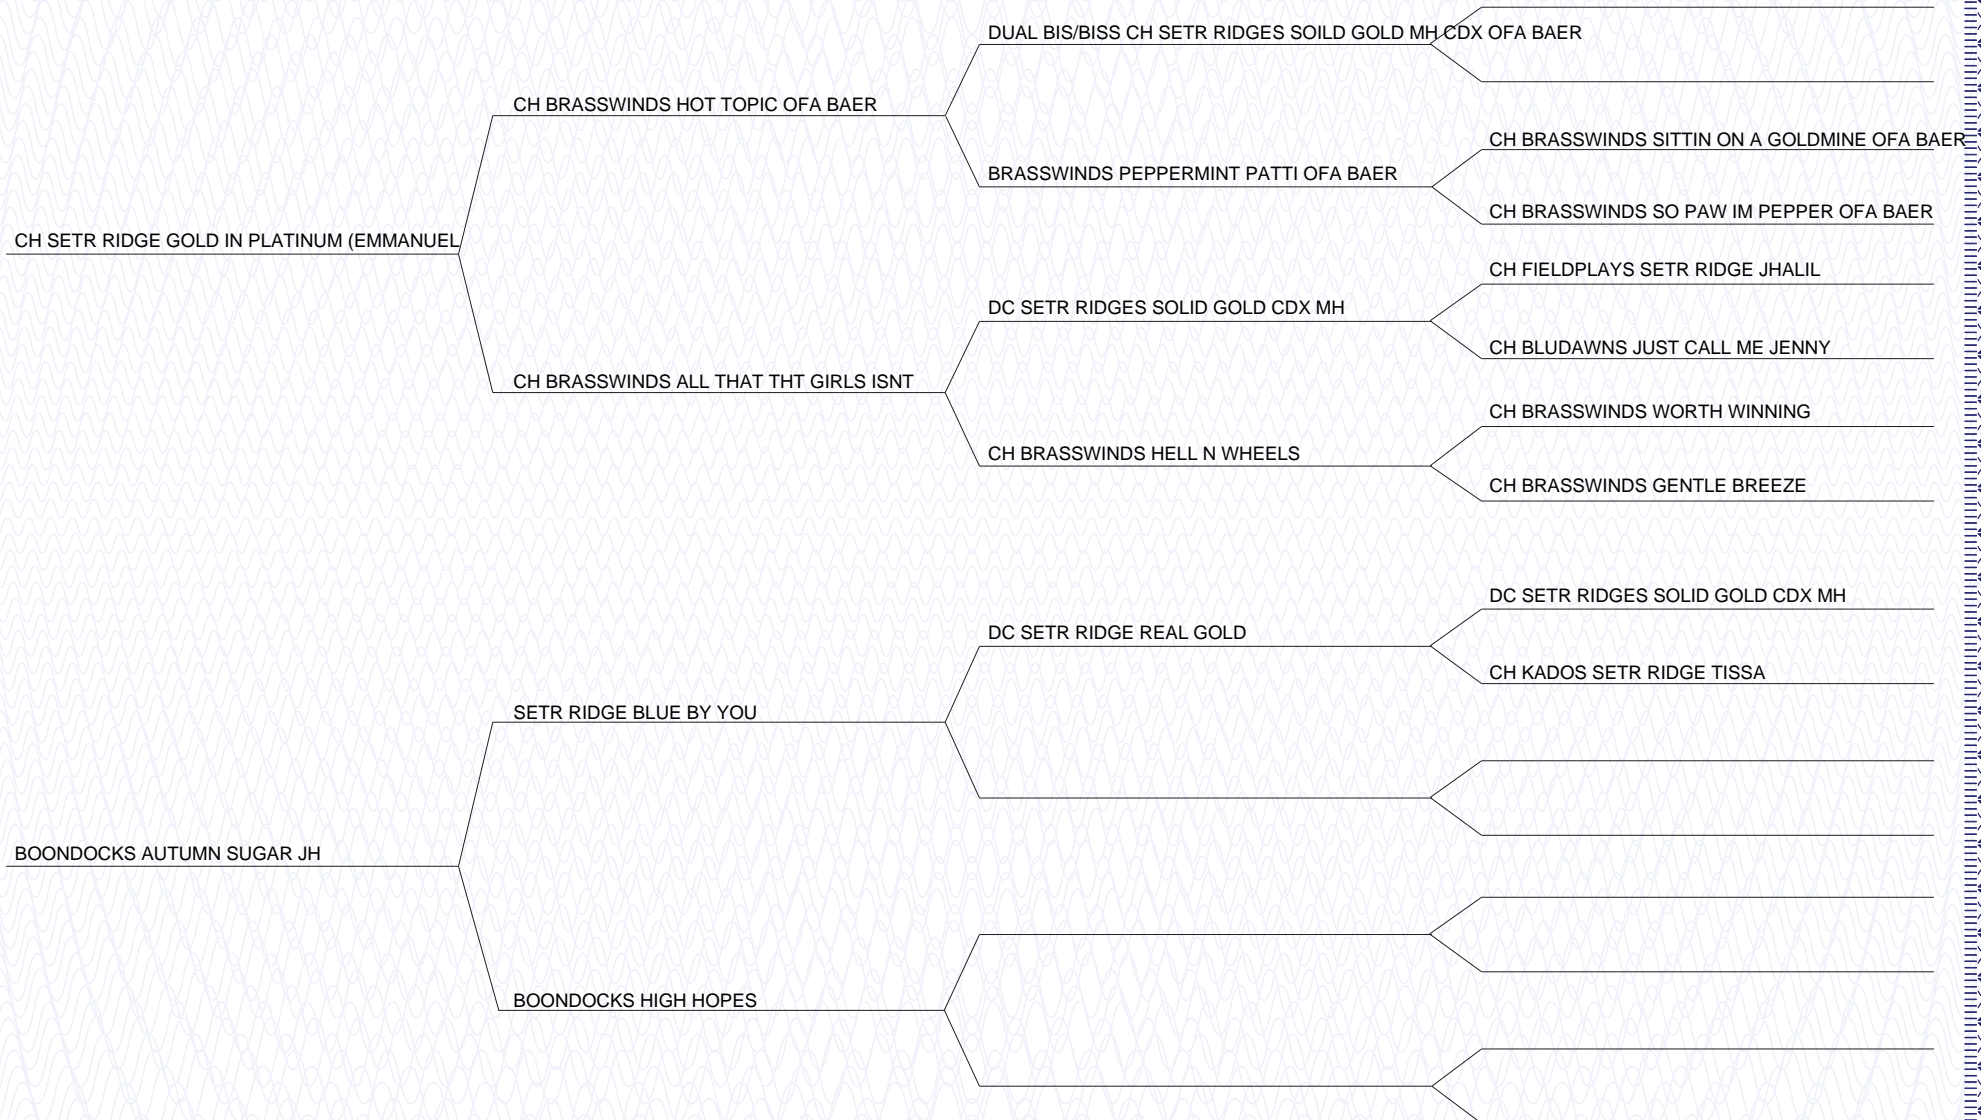 DUAL BIS/BISS CH SETR RIDGES SOILD GOLD MH CDX OFA BAER
CH BRASSWINDS HOT TOPIC OFA BAER
CH BRASSWINDS SITTIN ON A GOLDMINE OFA BAER
BRASSWINDS PEPPERMINT PATTI OFA BAER
CH BRASSWINDS SO PAW IM PEPPER OFA BAER
CH SETR RIDGE GOLD IN PLATINUM (EMMANUEL
CH FIELDPLAYS SETR RIDGE JHALIL
DC SETR RIDGES SOLID GOLD CDX MH
CH BLUDAWNS JUST CALL ME JENNY
CH BRASSWINDS ALL THAT THT GIRLS ISNT
CH BRASSWINDS WORTH WINNING
CH BRASSWINDS HELL N WHEELS
CH BRASSWINDS GENTLE BREEZE
DC SETR RIDGES SOLID GOLD CDX MH
DC SETR RIDGE REAL GOLD
CH KADOS SETR RIDGE TISSA
SETR RIDGE BLUE BY YOU
BOONDOCKS AUTUMN SUGAR JH
BOONDOCKS HIGH HOPES